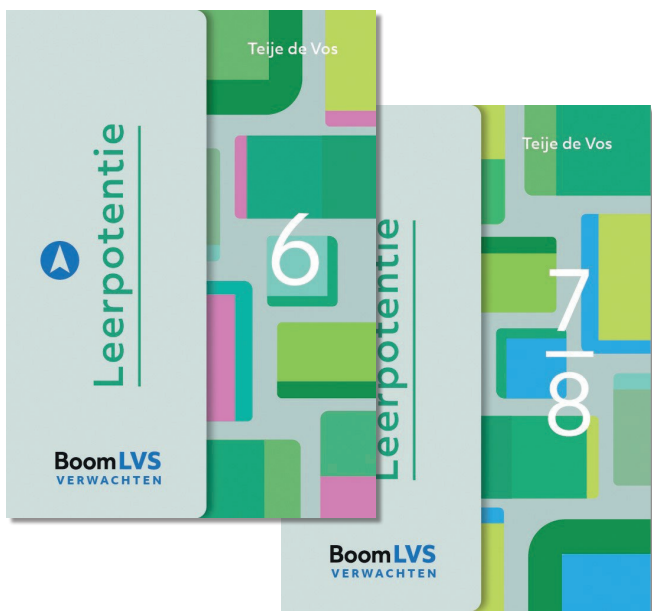 Teije de Vos
Leerpotentie
6
Boom LVS
VERWACHTEN
Teije de Vos
Leerpotentie
7
8
Boom LVS
VERWACHTEN